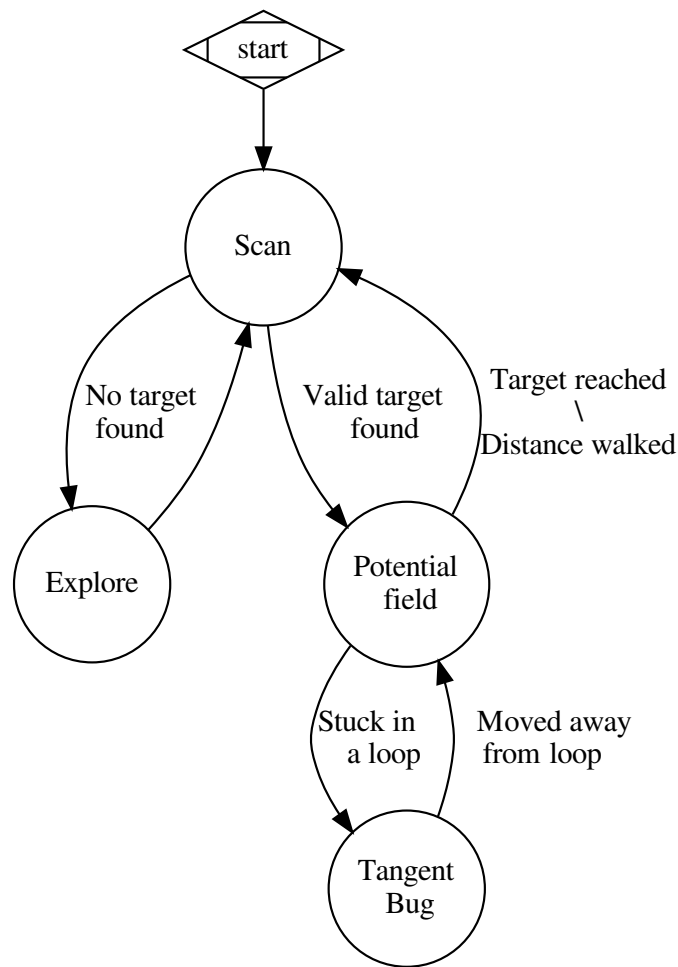 start
Scan
No target
found
Valid target
found
Target reached
\
Distance walked
Explore
Potential
field
Stuck in
a loop
Moved away
from loop
Tangent
Bug